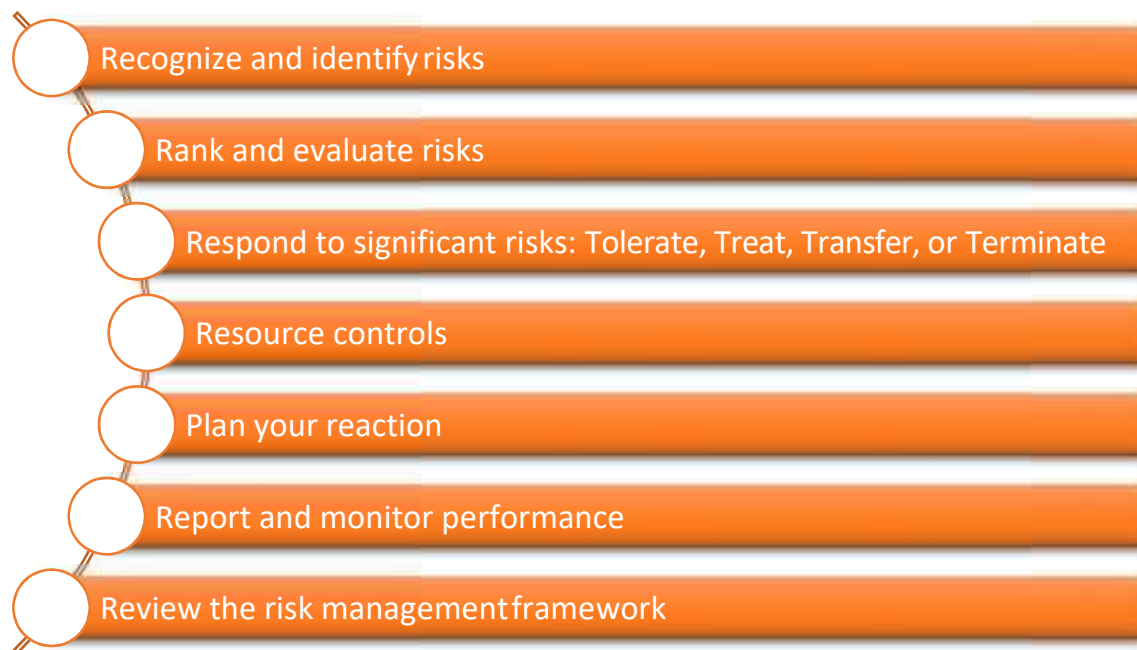 Recognize and identify risks
Rank and evaluate risks
Respond to significant risks: Tolerate, Treat, Transfer, or Terminate
Resource controls
Plan your reaction
Report and monitor performance
Review the risk management framework